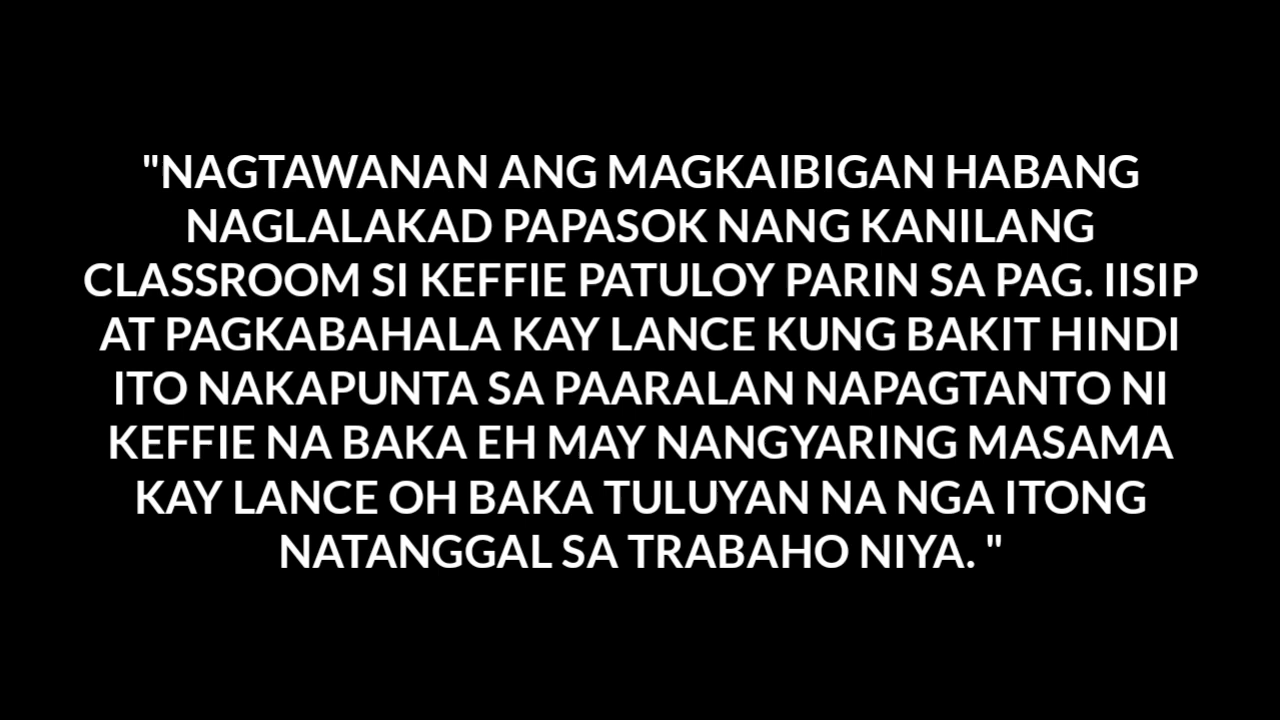 "NAGTAWANAN ANG MAGKAIBIGAN HABANG
NAGLALAKAD PAPASOK NANG KANILANG
CLASSROOM SI KEFFIE PATULOY PARIN SA PAG. IISIP
AT PAGKABAHALA KAY LANCE KUNG BAKIT HINDI
ITO NAKAPUNTA SA PAARALAN NAPAGTANTO NI
KEFFIE NA BAKA EH MAY NANGYARING MASAMA
KAY LANCE OH BAKA TULUYAN NA NGA ITONG
NATANGGAL SA TRABAHO NIYA. "